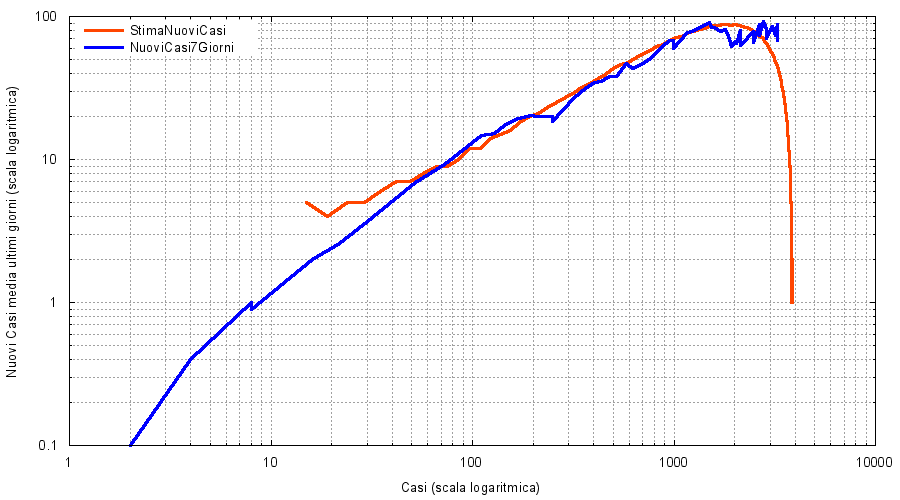 100
10
1
0.1
Nuovi Casi media ultimi giorni (scala logaritmica)
StimaNuoviCasi
NuoviCasi7Giorni
1 10 100 1000 10000
Casi (scala logaritmica)